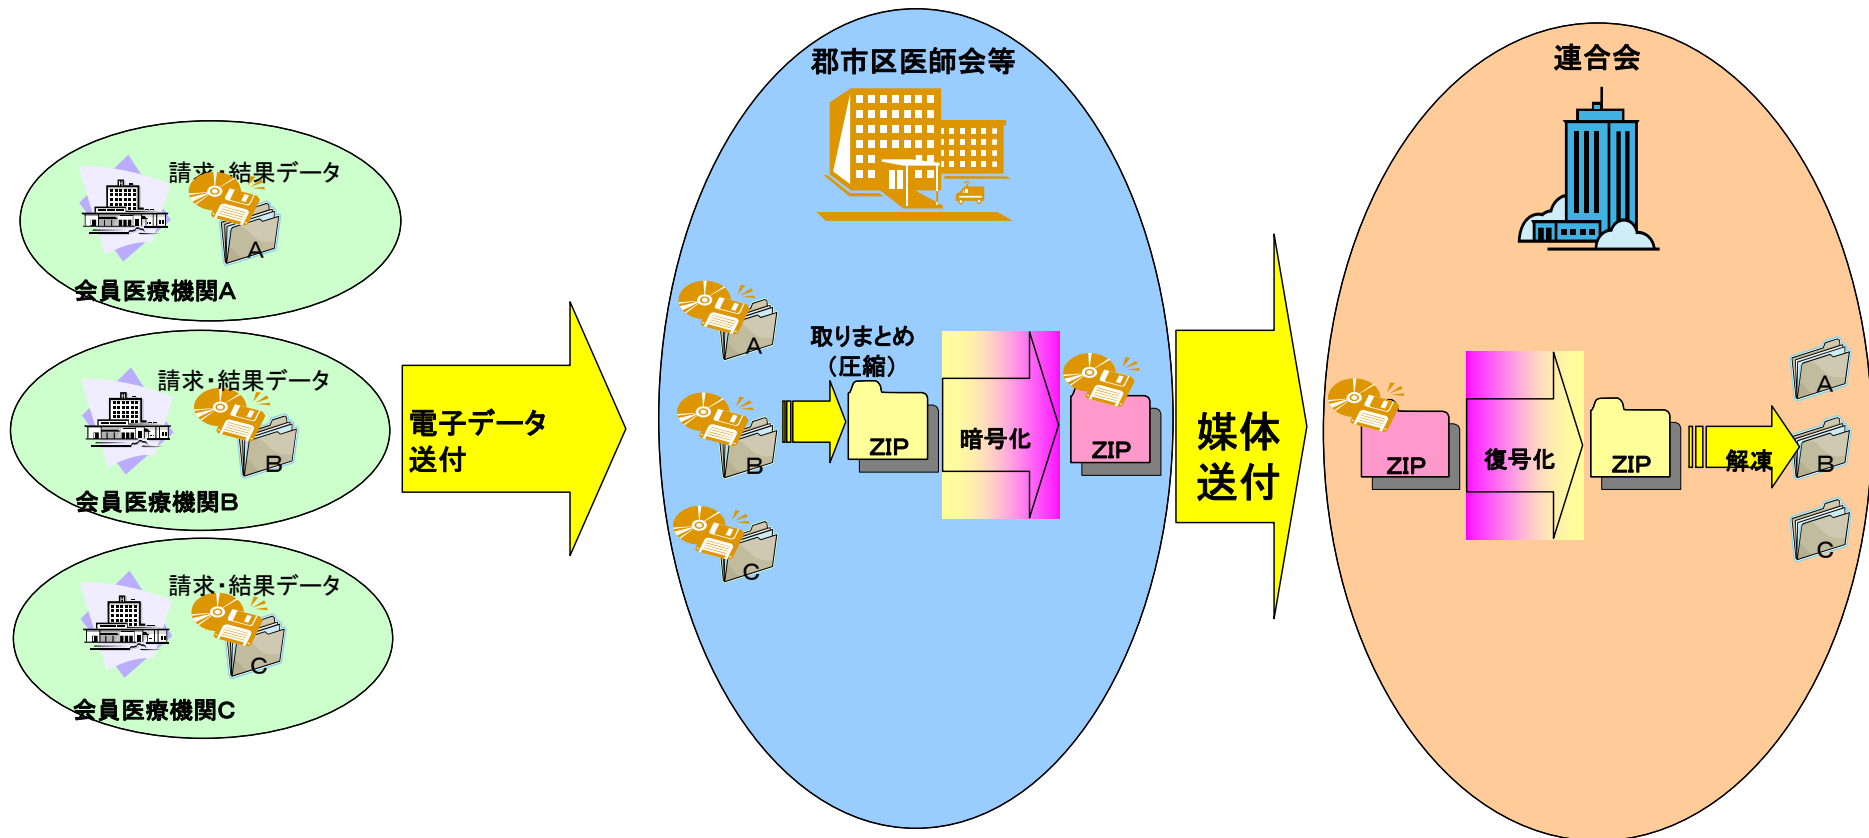 請求・結果データ
A
会員医療機関A
請求・結果データ
B
会員医療機関B
請求・結果データ
C
会員医療機関C
電子データ
送付
郡市区医師会等
A
B
C
取りまとめ
（圧縮）
ZIP
暗号化
ZIP
媒体
送付
連合会
ZIP
復号化
ZIP
解凍
A
B
C